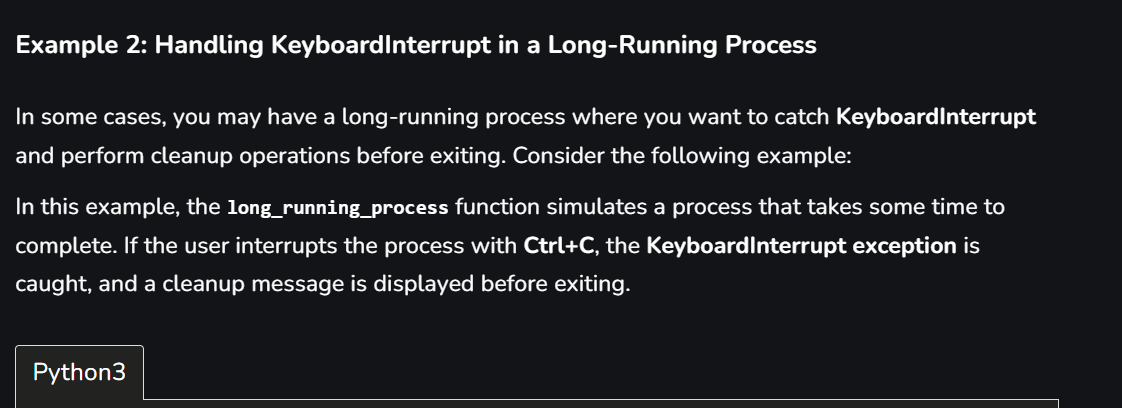 Example 2: Handling KeyboardInterrupt in a Long-Running Process
In some cases, you may have a long-running process where you want to catch KeyboardInterrupt
and perform cleanup operations before exiting. Consider the following example:
In this example, the long_running_process function simulates a process that takes some time to
complete. If the user interrupts the process with Ctrl+C, the KeyboardInterrupt exception is
caught, and a cleanup message is displayed before exiting.
Python3